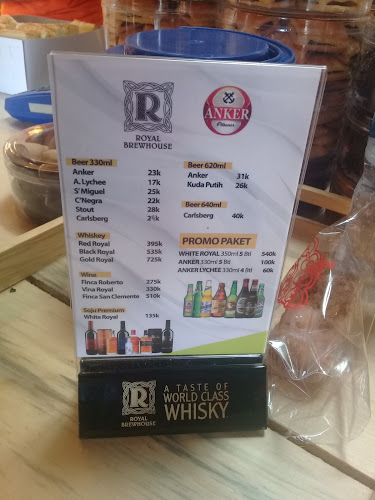 R
ROYAL
BREWHOUSE
ANKER
Pilsener
Beer 330ml
Anker 23k
A. Lychee 17k
S'Miguel 25k
C'Negra 22k
Stout 28k
Carlsberg
Beer 620ml
Anker 31k
Kuda Putih 26k
Beer 640ml
Carlsberg 40k
Whiskey
Red Royal 395k
Black Royal 535k
Gold Royal 725k
Wine
Finca Roberto 275k
Vina Royal 330k
Finca San Clemente 510k
Soju Premium
White Royal 135k
PROMO PAKET
WHITE ROYAL 350ml 5 Btl 540k
ANKER 330ml 5 Btl 100k
ANKER LYCHEE 330ml 4 Btl 60k
R
ROYAL
BREWHOUSE
A TASTE OF
WORLD CLASS
WHISKY